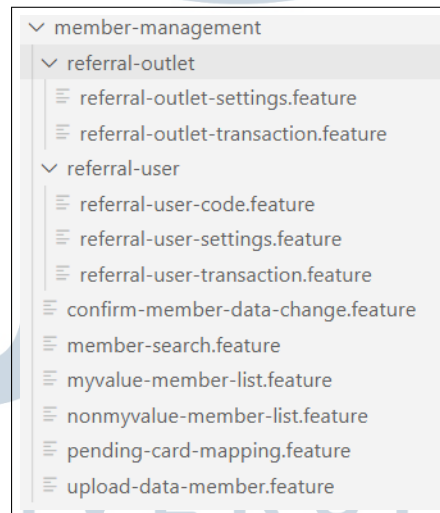 member-management
referral-outlet
referral-outlet-settings.feature
referral-outlet-transaction.feature
referral-user
referral-user-code.feature
referral-user-settings.feature
referral-user-transaction.feature
confirm-member-data-change.feature
member-search.feature
myvalue-member-list.feature
nonmyvalue-member-list.feature
pending-card-mapping.feature
upload-data-member.feature